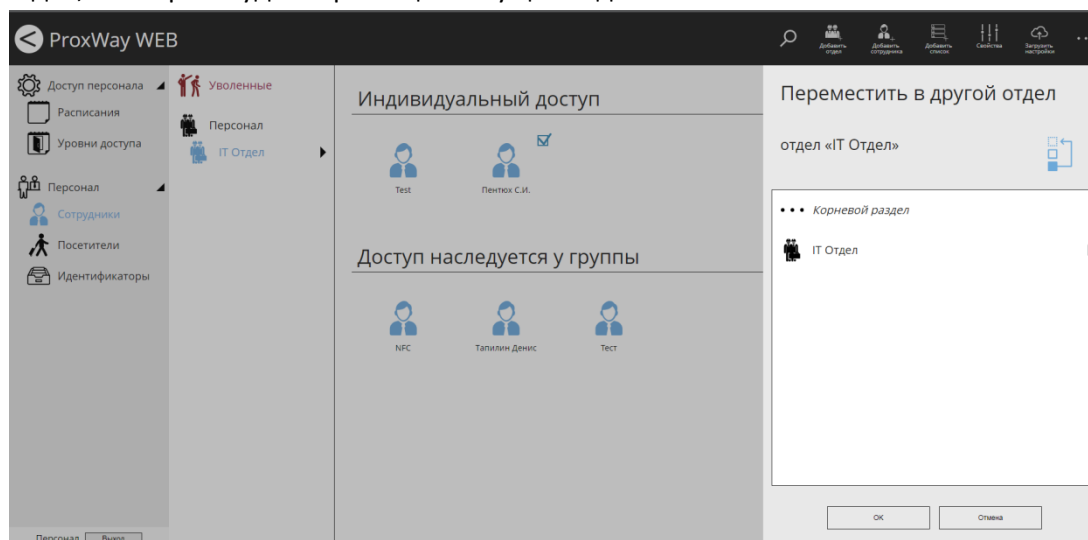 ProxWay WEB
Добавить отдел
Добавить сотрудника
Добавить список
Свойства
Загрузить настройки
Доступ персонала
Расписания
Уровни доступа
Персонал
Сотрудники
Посетители
Идентификаторы
Персонал
Выход
Уволенные
Персонал
IT Отдел
Индивидуальный доступ
Test
Пентюх С.И.
Доступ наследуется у группы
NFC
Тапилин Денис
Тест
Переместить в другой отдел
отдел «IT Отдел»
Корневой раздел
IT Отдел
ОК
Отмена